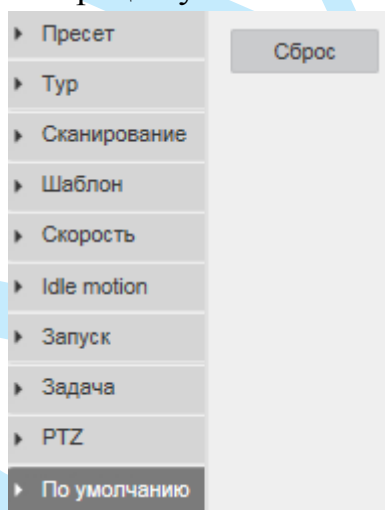 Пресет
Сброс
Тур
Сканирование
Шаблон
Скорость
Idle motion
Запуск
Задача
PTZ
По умолчанию